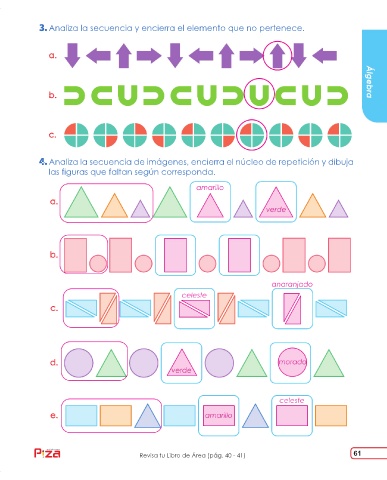 3. Analiza la secuencia y encierra el elemento que no pertenece.
a.
b.
c.
Álgebra
4. Analiza la secuencia de imágenes, encierra el núcleo de repetición y dibuja
las figuras que faltan según corresponda.
a.
amarillo
verde
b.
anaranjado
c.
celeste
d.
verde
morado
e.
celeste
amarillo
Revisa tu Libro de Área (pág. 40 - 41)
61